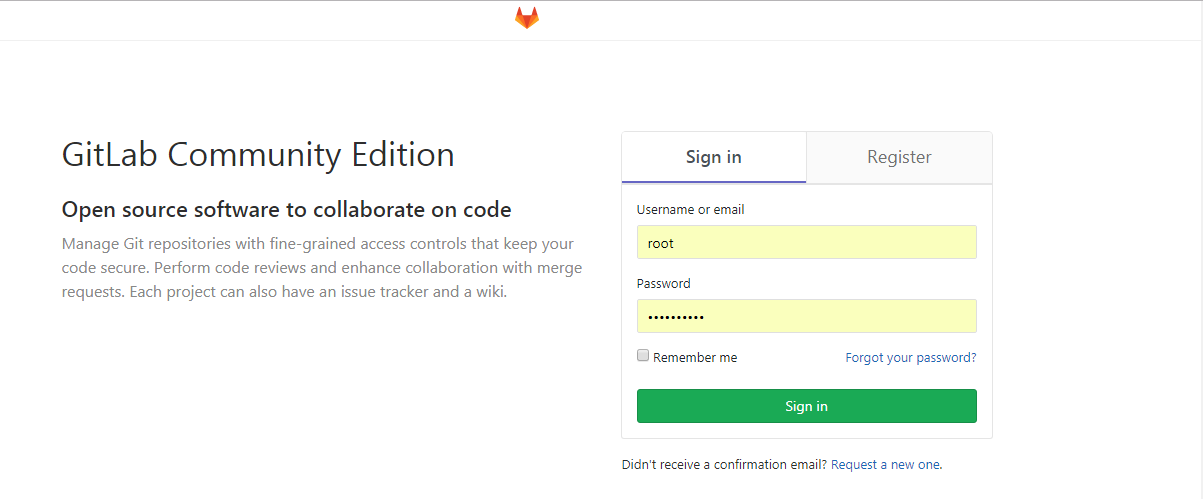 GitLab Community Edition
Open source software to collaborate on code
Manage Git repositories with fine-grained access controls that keep your
code secure. Perform code reviews and enhance collaboration with merge
requests. Each project can also have an issue tracker and a wiki.
Sign in
Register
Username or email
root
Password
••••••••••
Remember me
Forgot your password?
Sign in
Didn't receive a confirmation email? Request a new one.